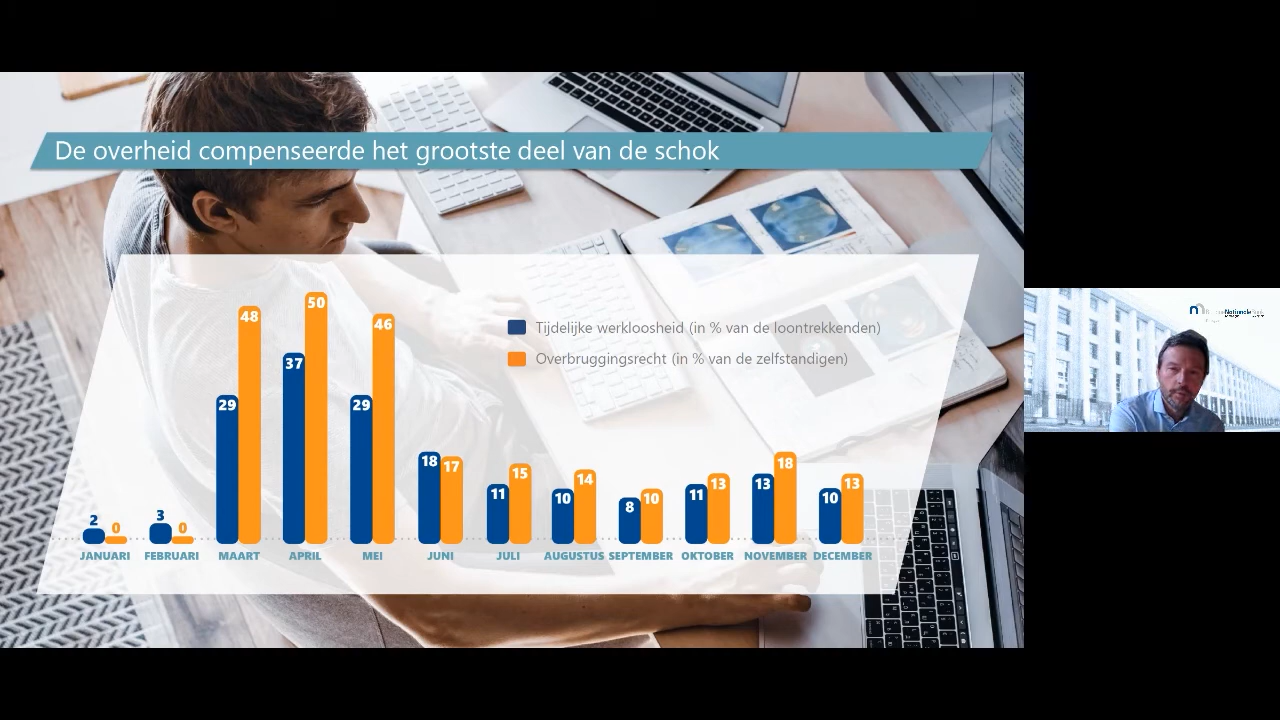 De overheid compenseerde het grootste deel van de schok
Tijdelijke werkloosheid (in % van de loontrekkenden)
Overbruggingsrecht (in % van de zelfstandigen)
2 0 3 0 29 48 37 50 29 46 18 17 11 15 10 14 8 10 11 13 13 18 10 13
JANUARI FEBRUARI MAART APRIL MEI JUNI JULI AUGUSTUS SEPTEMBER OKTOBER NOVEMBER DECEMBER
Nationale